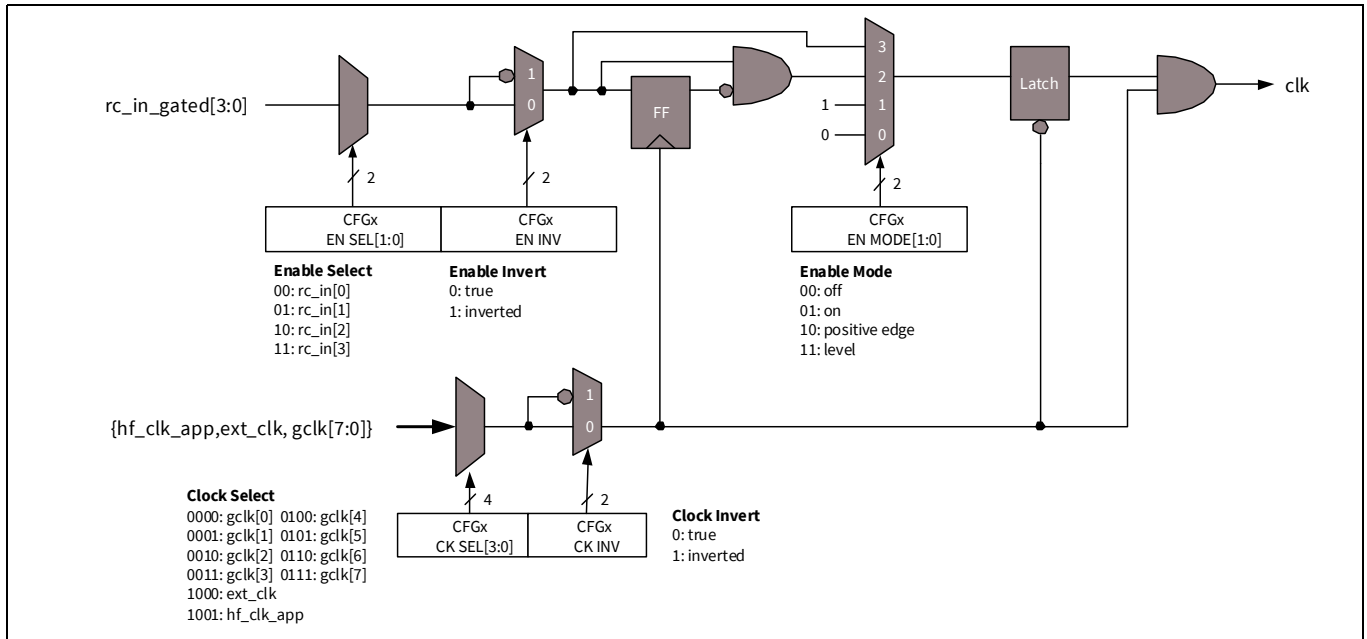 3
1
2
rc_in_gated[3:0]
0
FF
1
1
Latch
clk
0
0
2
2
2
CFGx
EN SEL[1:0]
CFGx
EN INV
CFGx
EN MODE[1:0]
Enable Select
00: rc_in[0]
01: rc_in[1]
10: rc_in[2]
11: rc_in[3]
Enable Invert
0: true
1: inverted
Enable Mode
00: off
01: on
10: positive edge
11: level
1
0
{hf_clk_app,ext_clk, gclk[7:0]}
4
2
Clock Select
0000: gclk[0] 0100: gclk[4]
0001: gclk[1] 0101: gclk[5]
0010: gclk[2] 0110: gclk[6]
0011: gclk[3] 0111: gclk[7]
1000: ext_clk
1001: hf_clk_app
CFGx
CK SEL[3:0]
CFGx
CK INV
Clock Invert
0: true
1: inverted